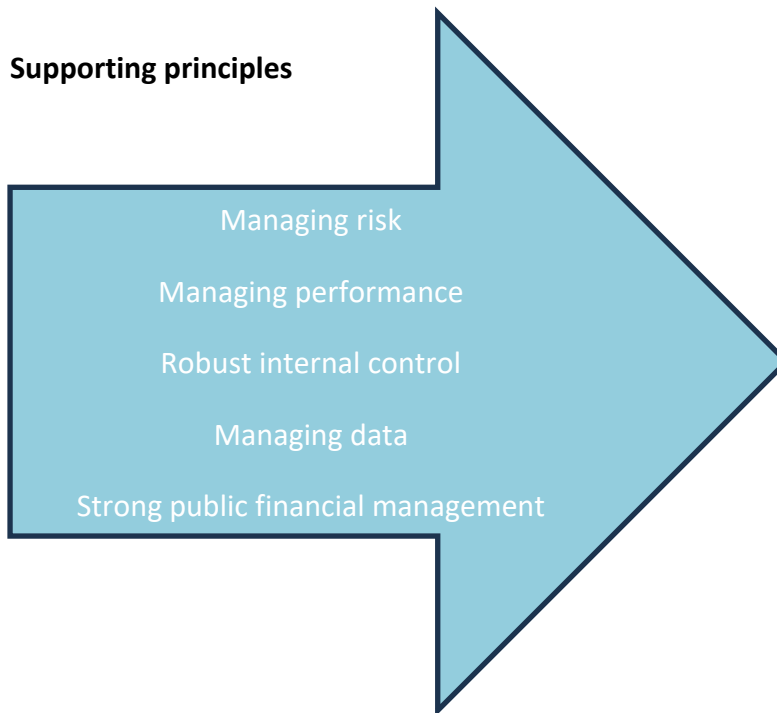 Supporting principles
Managing risk
Managing performance
Robust internal control
Managing data
Strong public financial management